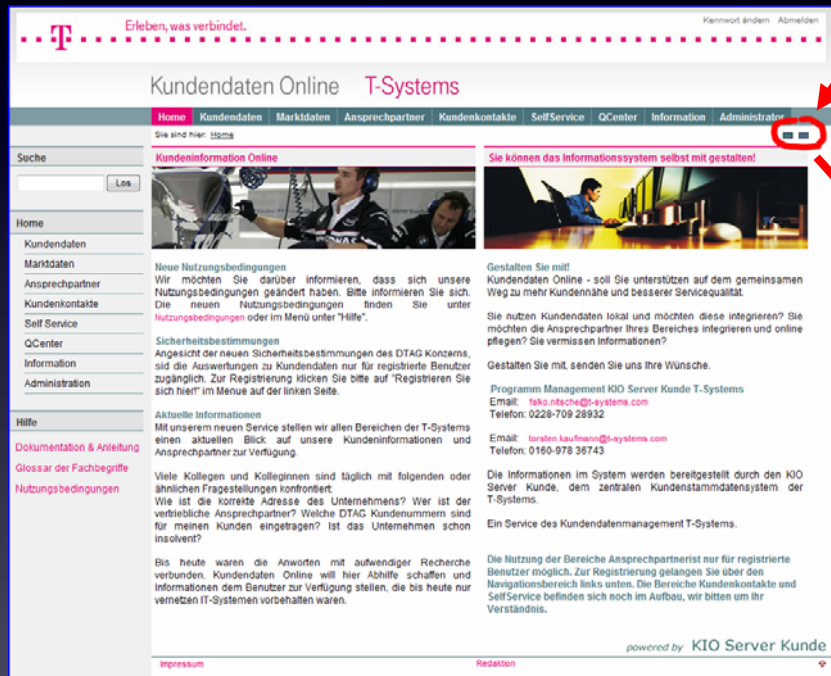 Erleben, was verbindet.
Kennwort ändern Abmelden
Kundendaten Online T-Systems
Home Kundendaten Marktdaten Ansprechpartner Kundenkontakte SelfService QCenter Information Administrator
Sie sind hier: Home
Suche
Los
Home
Kundendaten
Marktdaten
Ansprechpartner
Kundenkontakte
Self Service
QCenter
Information
Administration
Hilfe
Dokumentation & Anleitung
Glossar der Fachbegriffe
Nutzungsbedingungen
Kundeninformation Online
Neue Nutzungsbedingungen
Wir möchten Sie darüber informieren, dass sich unsere
Nutzungsbedingungen geändert haben. Bitte informieren Sie sich.
Die neuen Nutzungsbedingungen finden Sie unter
Nutzungsbedingungen oder im Menü unter "Hilfe".
Sicherheitsbestimmungen
Angesicht der neuen Sicherheitsbestimmungen des DTAG Konzerns,
sid die Auswertungen zu Kundendaten nur für registrierte Benutzer
zugänglich. Zur Registrierung klicken Sie bitte auf "Registrieren Sie
sich hier!" im Menue auf der linken Seite.
Aktuelle Informationen
Mit unserem neuen Service stellen wir allen Bereichen der T-Systems
einen aktuellen Blick auf unsere Kundeninformationen und
Ansprechpartner zur Verfügung.
Viele Kollegen und Kolleginnen sind täglich mit folgenden oder
ähnlichen Fragestellungen konfrontiert:
Wie ist die korrekte Adresse des Unternehmens? Wer ist der
vertriebliche Ansprechpartner? Welche DTAG Kundennummern sind
für meinen Kunden eingetragen? Ist das Unternehmen schon
insolvent?
Bis heute waren die Anworten mit aufwendiger Recherche
verbunden. Kundendaten Online will hier Abhilfe schaffen und
Informationen dem Benutzer zur Verfügung stellen, die bis heute nur
vernetzen IT-Systemen vorbehalten waren.
Sie können das Informationssystem selbst mit gestalten!
Gestalten Sie mit!
Kundendaten Online - soll Sie unterstützen auf dem gemeinsamen
Weg zu mehr Kundennähe und besserer Servicequalität.
Sie nutzen Kundendaten lokal und möchten diese integrieren? Sie
möchten die Ansprechpartner Ihres Bereiches integrieren und online
pflegen? Sie vermissen Informationen?
Gestalten Sie mit, senden Sie uns Ihre Wünsche.
Programm Management KIO Server Kunde T-Systems
Email: falko.nitsche@t-systems.com
Telefon: 0228-709 28932
Email: torsten.kaufmann@t-systems.com
Telefon: 0160-978 36743
Die Informationen im System werden bereitgestellt durch den KIO
Server Kunde, dem zentralen Kundenstammdatensystem der
T-Systems.
Ein Service des Kundendatenmanagement T-Systems.
Die Nutzung der Bereiche Ansprechpartnerist nur für registrierte
Benutzer möglich. Zur Registrierung gelangen Sie über den
Navigationsbereich links unten. Die Bereiche Kundenkontakte und
SelfService befinden sich noch im Aufbau, wir bitten um Ihr
Verständnis.
powered by KIO Server Kunde
Impressum Redaktion